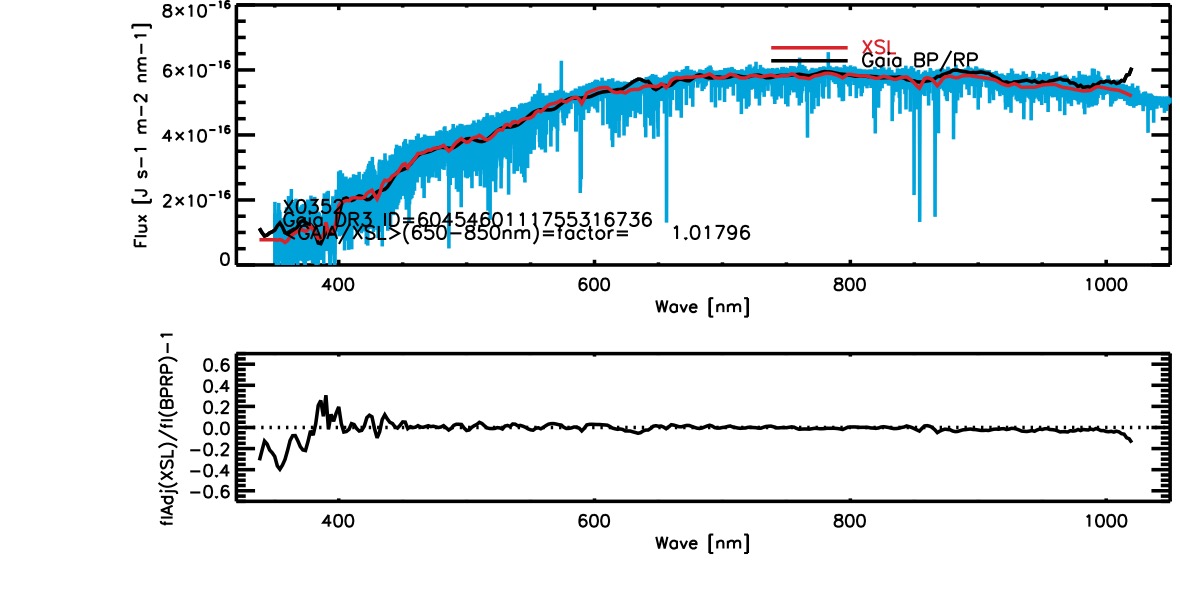 8×10⁻¹⁶
6×10⁻¹⁶
4×10⁻¹⁶
2×10⁻¹⁶
0
Flux [J s-1 m-2 nm-1]
XSL
Gaia BP/RP
X0352
Gaia DR3 ID=6045460111755316736
<GAIA/XSL>(650-850nm)=factor= 1.01796
400 600 800 1000
Wave [nm]
flAdj(XSL)/fl(BPRP)-1
0.6
0.4
0.2
0.0
-0.2
-0.4
-0.6
400 600 800 1000
Wave [nm]